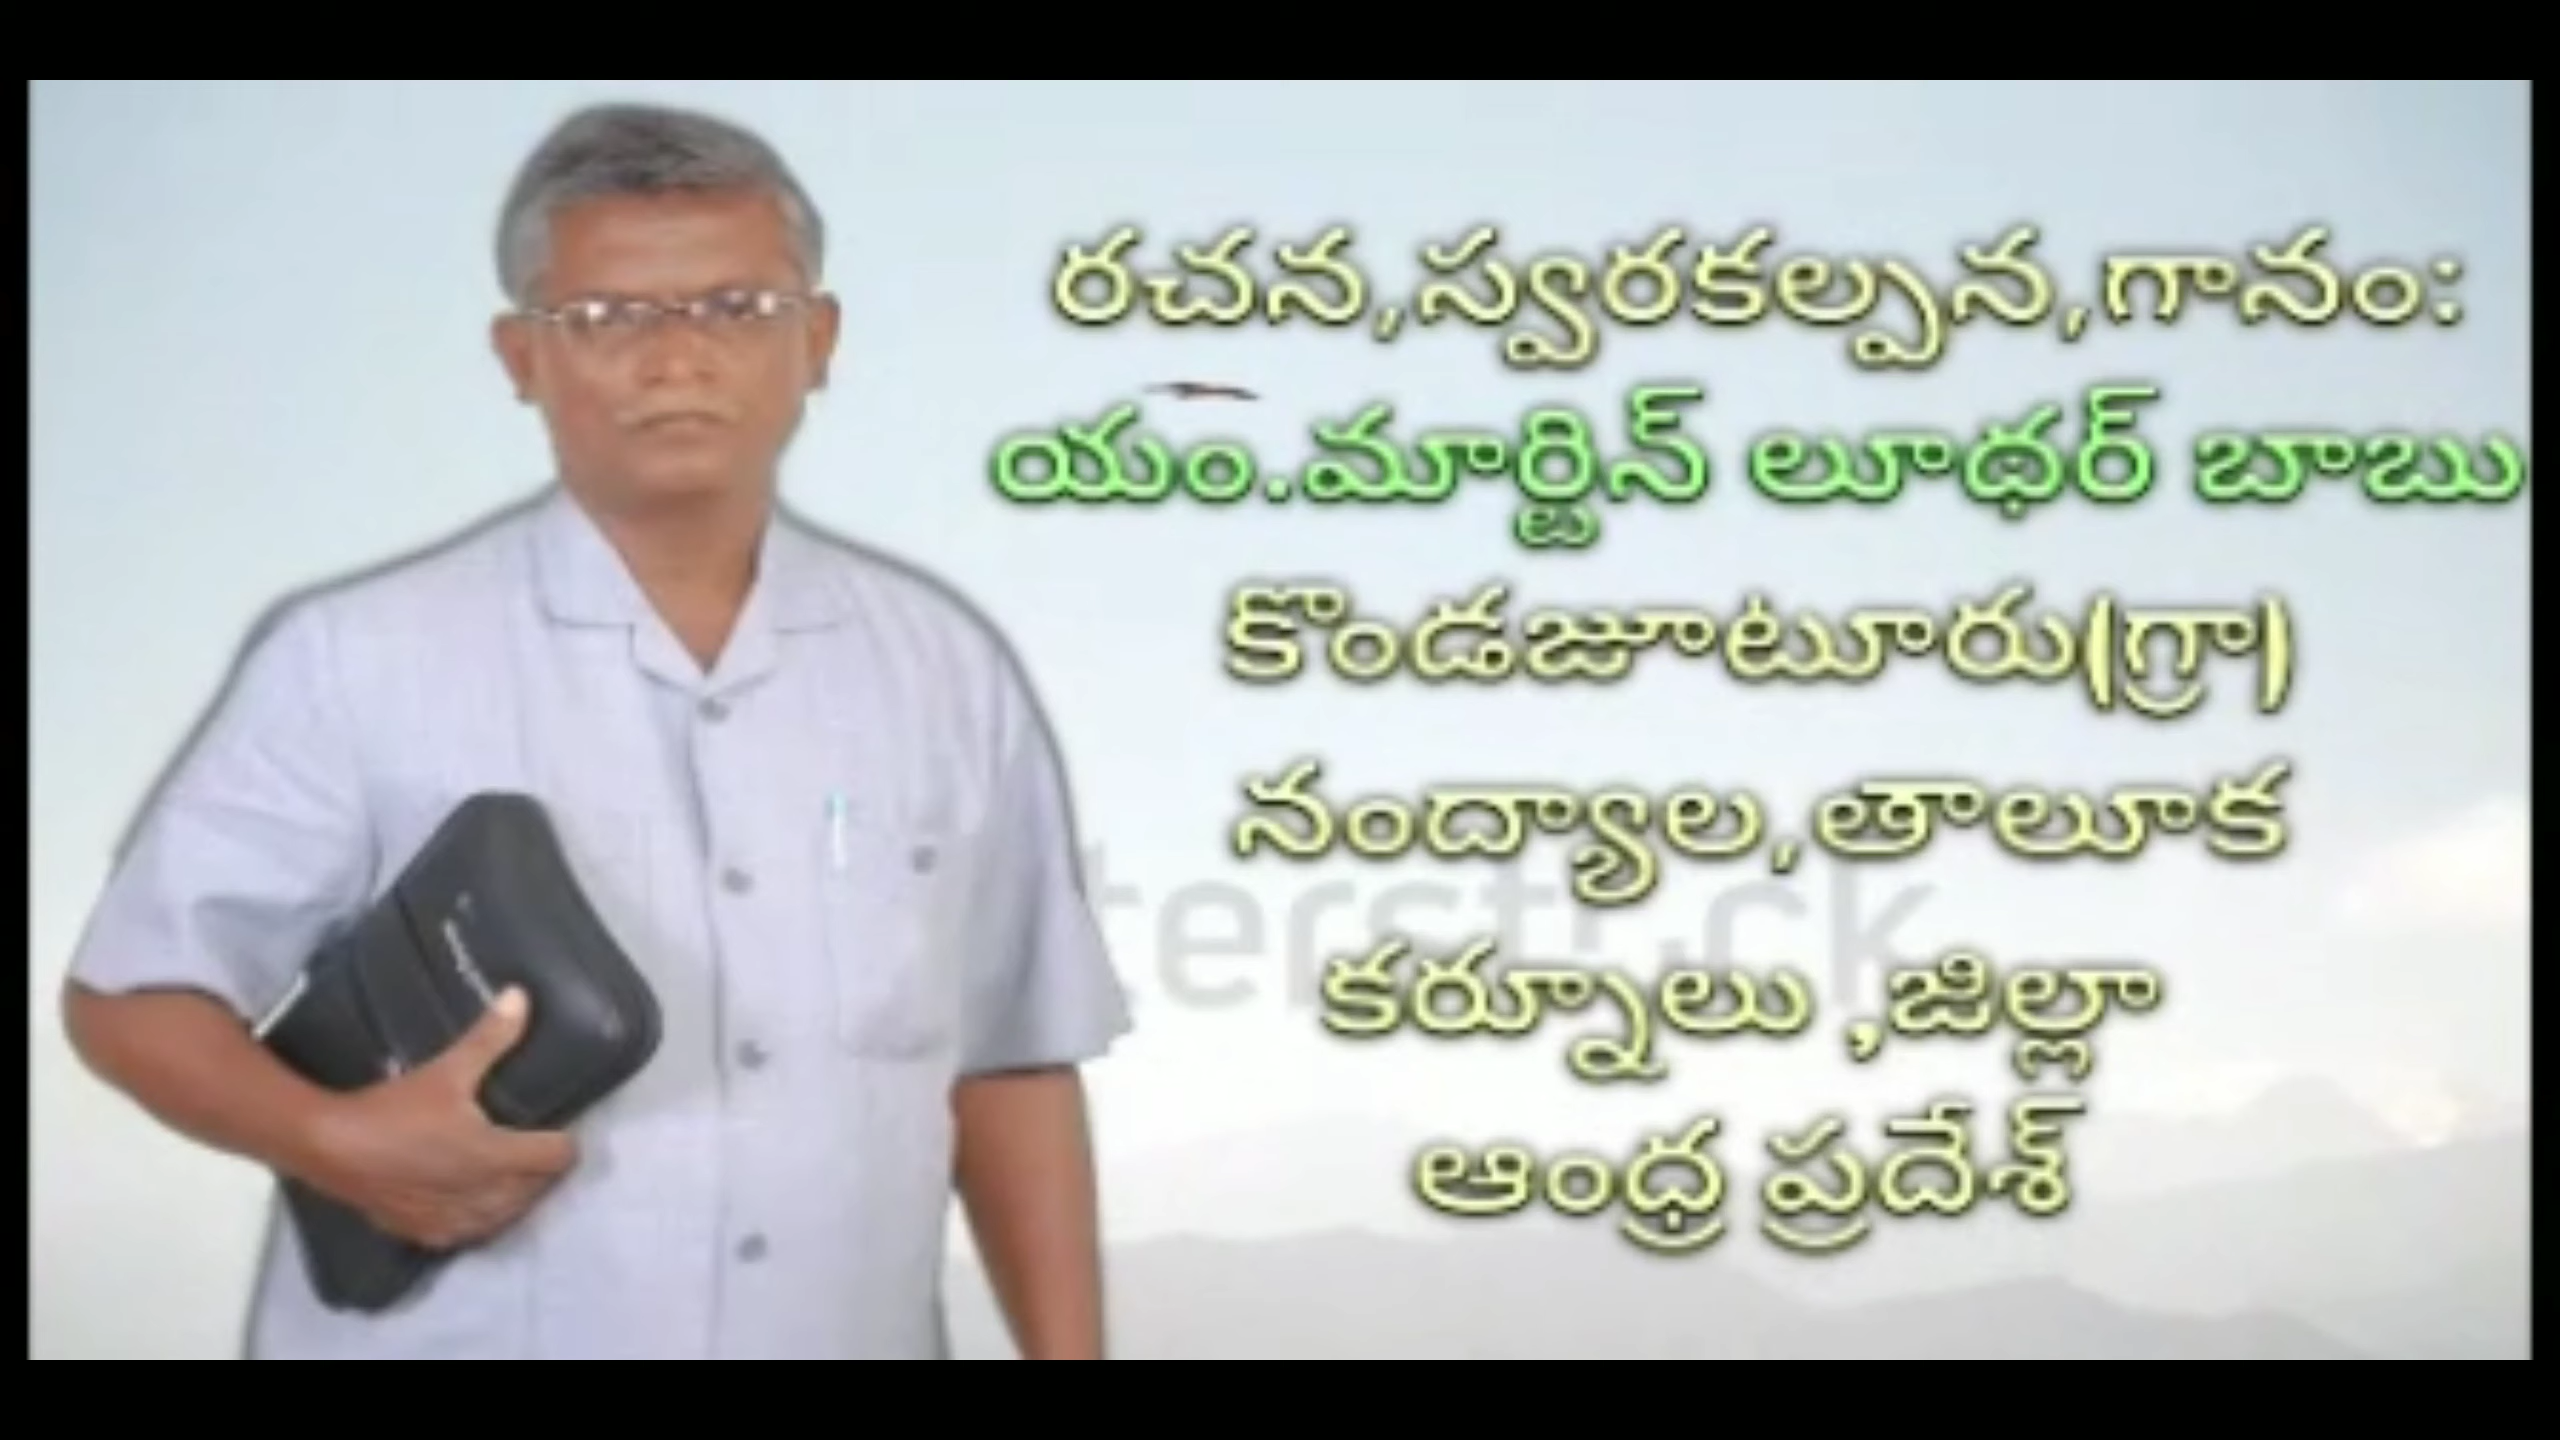 రచన,స్వరకల్పన,గానం:
యం.మార్టిన్ లూథర్ బాబు
కొండజూటూరు(గ్రా)
నంద్యాల,తాలూక
కర్నూలు ,జిల్లా
ఆంధ్ర ప్రదేశ్